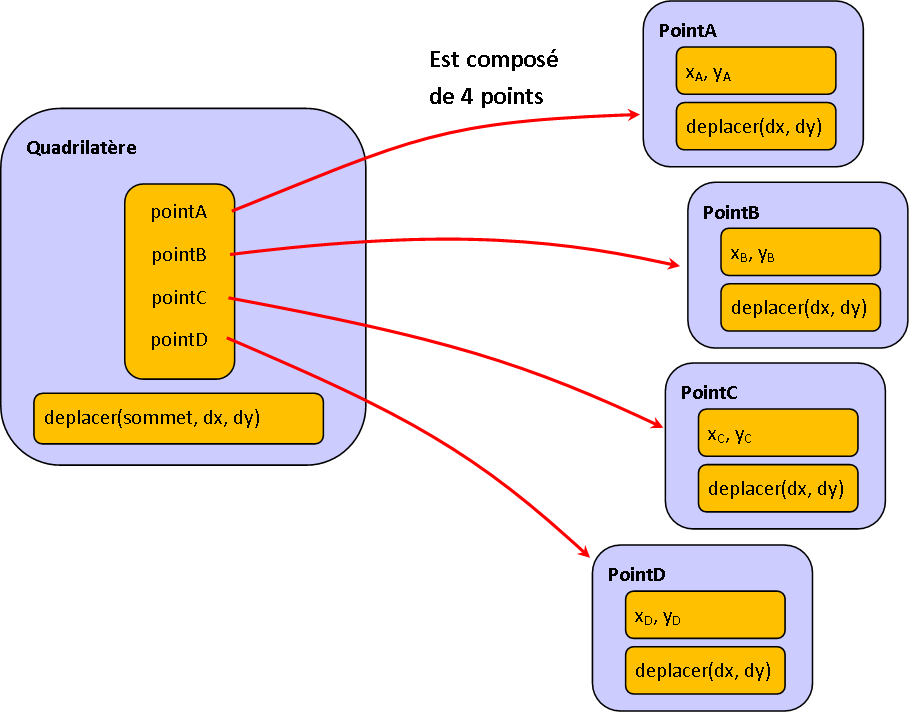 Est composé
de 4 points
Quadrilatère
pointA
pointB
pointC
pointD
deplacer(sommet, dx, dy)
PointA
x_A, y_A
deplacer(dx, dy)
PointB
x_B, y_B
deplacer(dx, dy)
PointC
x_C, y_C
deplacer(dx, dy)
PointD
x_D, y_D
deplacer(dx, dy)